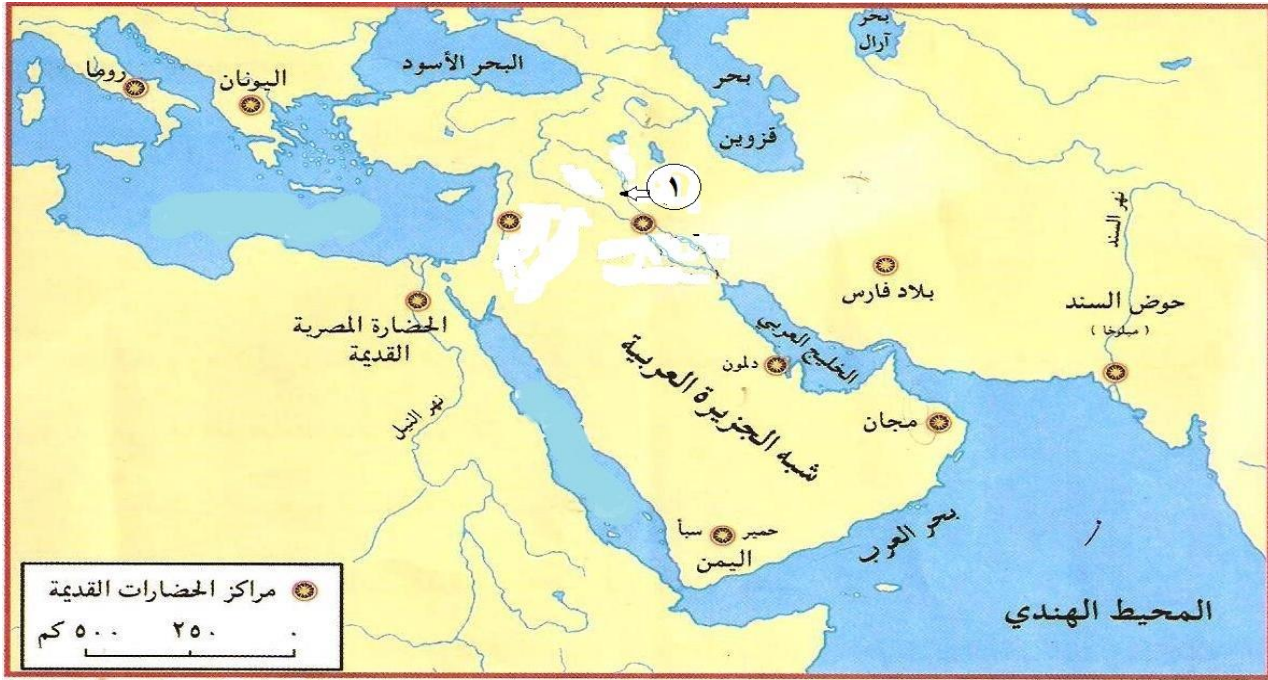 بحر
آرال
البحر الأسود
بحر
قزوين
روما
اليونان
١
نهر السند
حوض السند
( ميلوخا )
بلاد فارس
الحضارة المصرية
القديمة
نهر النيل
الخليج العربي
دلمون
شبه الجزيرة العربية
مجان
بحر العرب
حمير سبأ
اليمن
المحيط الهندي
مراكز الحضارات القديمة
٠ ٢٥٠ ٥٠٠ كم